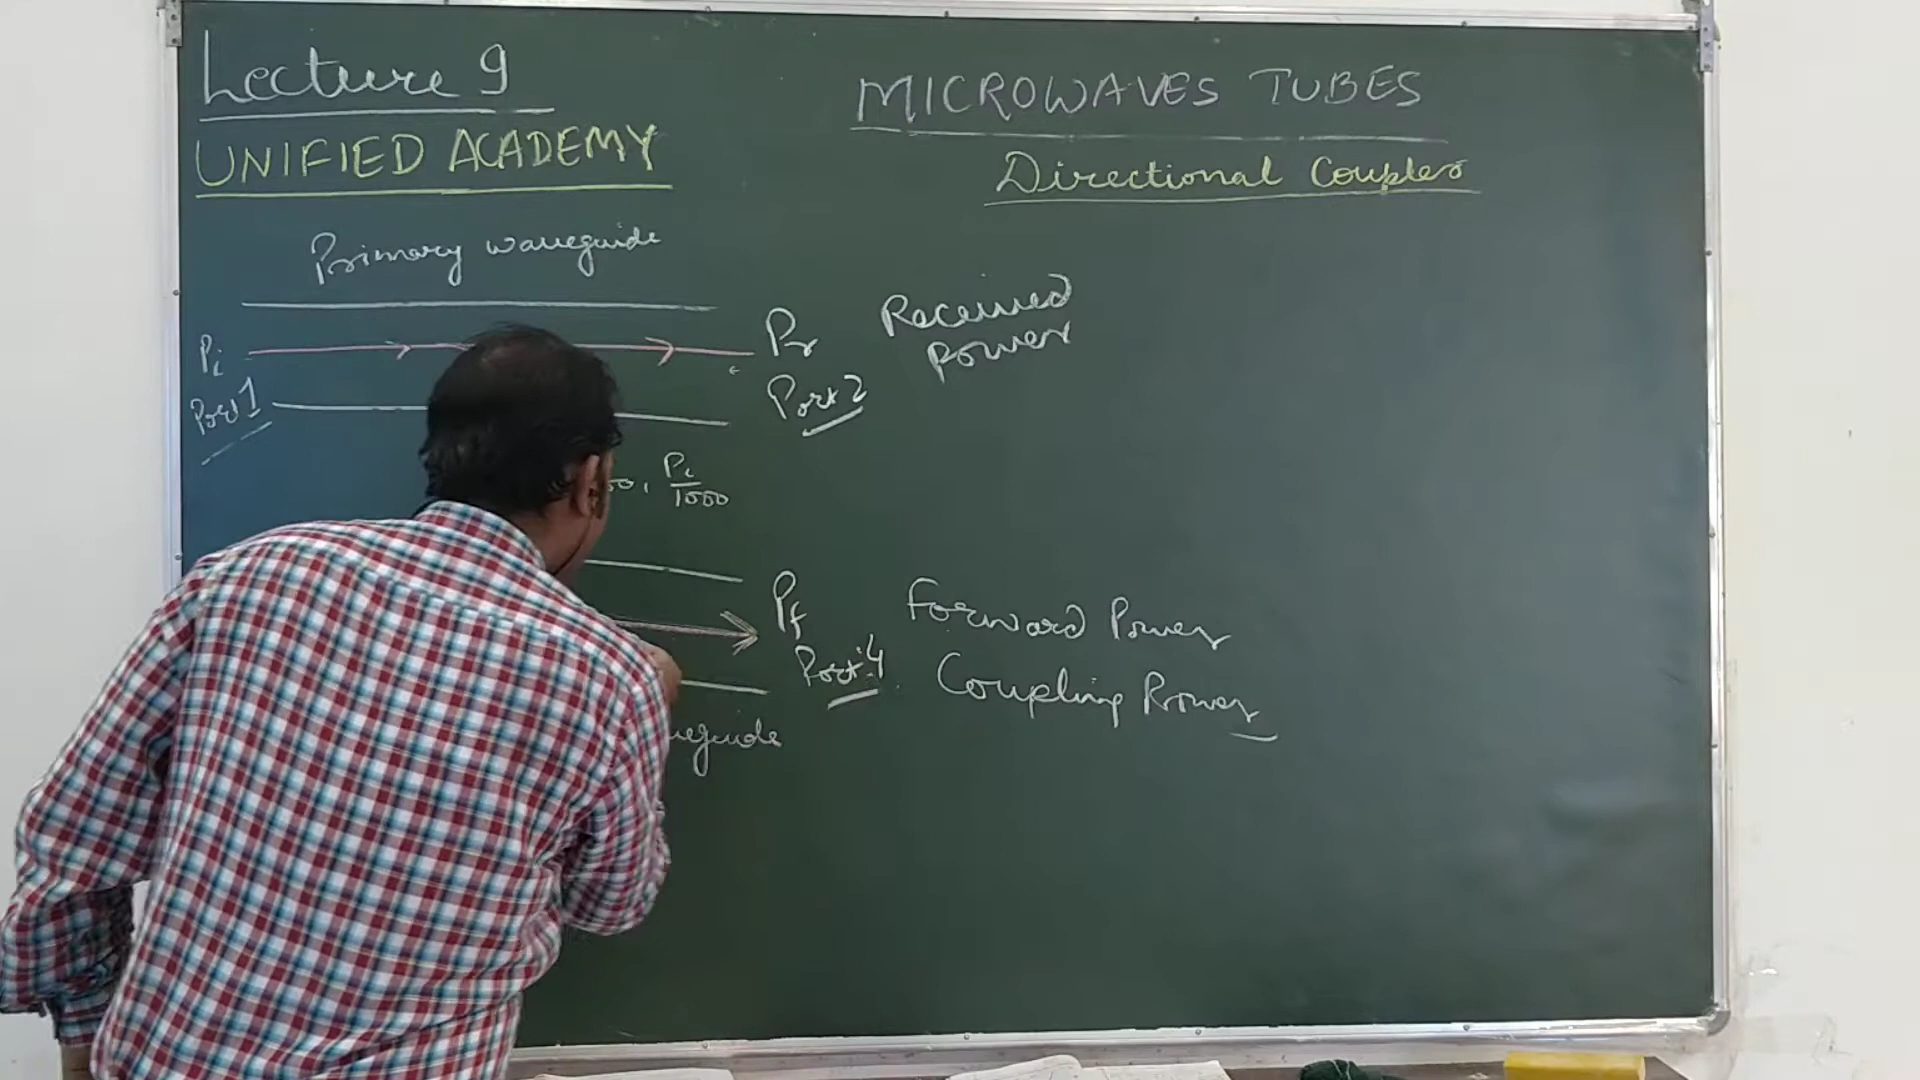 Lecture 9
MICROWAVES TUBES
UNIFIED ACADEMY
Directional Coupler
Primary waveguide
Pi
Port 1
Pr
Port 2
Received
Power
Pi
1000
Pf
Port 4
Forward Power
Coupling Power